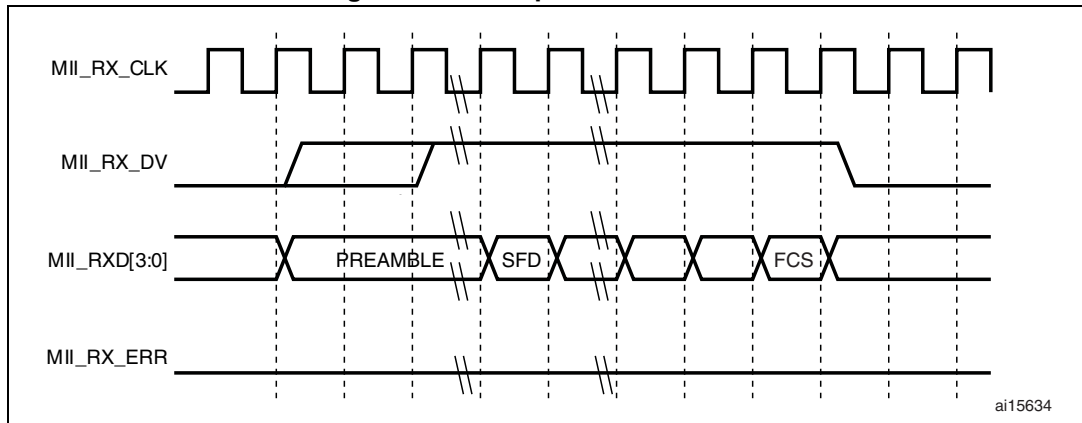 MII_RX_CLK
MII_RX_DV
MII_RXD[3:0]
PREAMBLE
SFD
FCS
MII_RX_ERR
ai15634